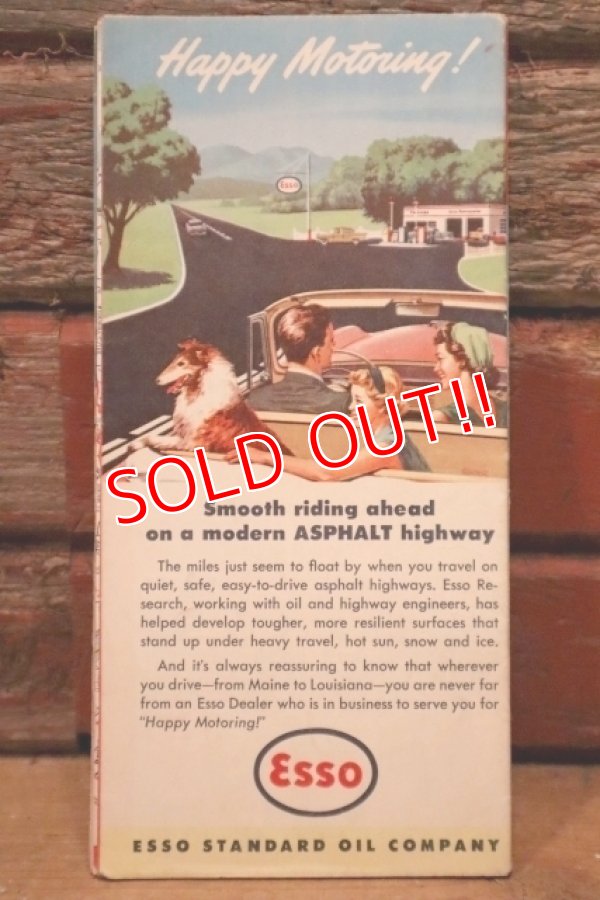 Happy Motoring!
Esso
SOLD OUT!!
Smooth riding ahead
on a modern ASPHALT highway
The miles just seem to float by when you travel on
quiet, safe, easy-to-drive asphalt highways. Esso Re-
search, working with oil and highway engineers, has
helped develop tougher, more resilient surfaces that
stand up under heavy travel, hot sun, snow and ice.
And it's always reassuring to know that wherever
you drive—from Maine to Louisiana—you are never far
from an Esso Dealer who is in business to serve you for
"Happy Motoring!"
Esso
ESSO STANDARD OIL COMPANY